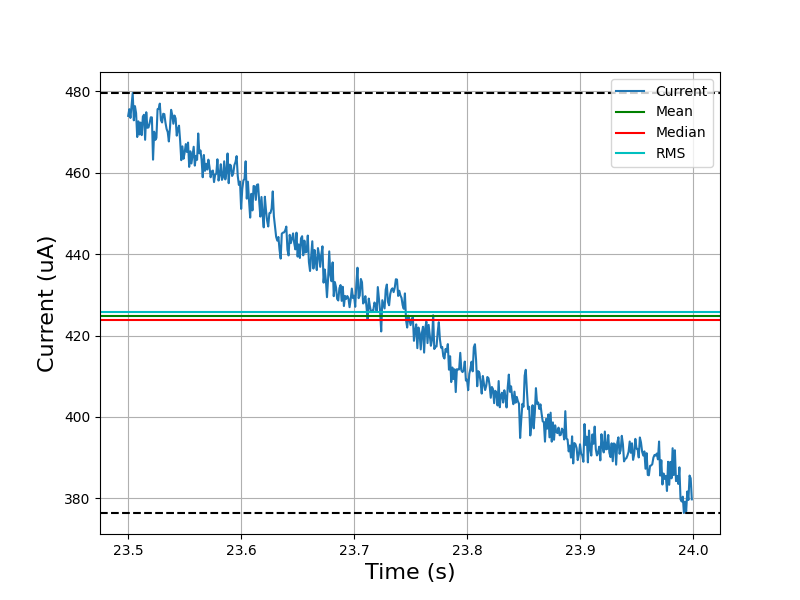 480
460
440
420
400
380
Current (uA)
Current
Mean
Median
RMS
23.5
23.6
23.7
23.8
23.9
24.0
Time (s)